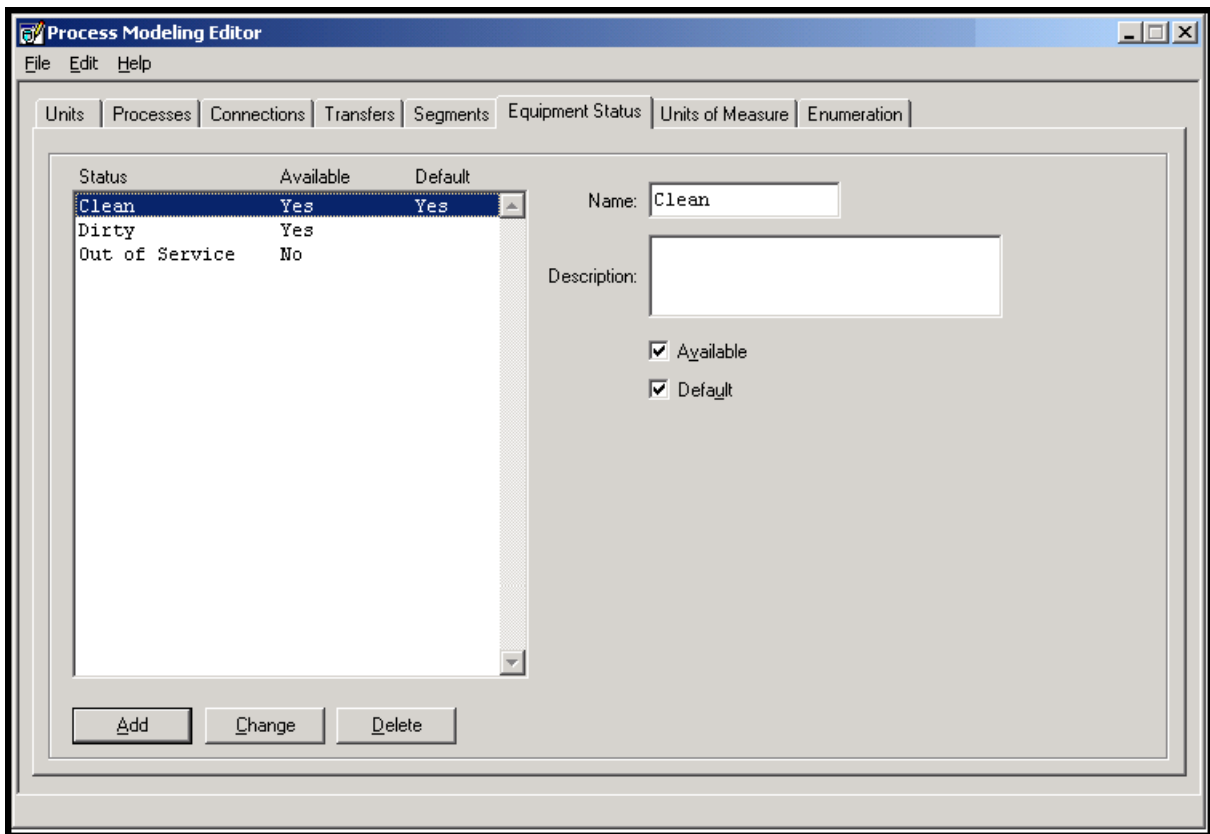 Process Modeling Editor
File Edit Help
Units Processes Connections Transfers Segments Equipment Status Units of Measure Enumeration
Status Available Default
Clean Yes Yes
Dirty Yes
Out of Service No
Name: Clean
Description:
Available
Default
Add Change Delete